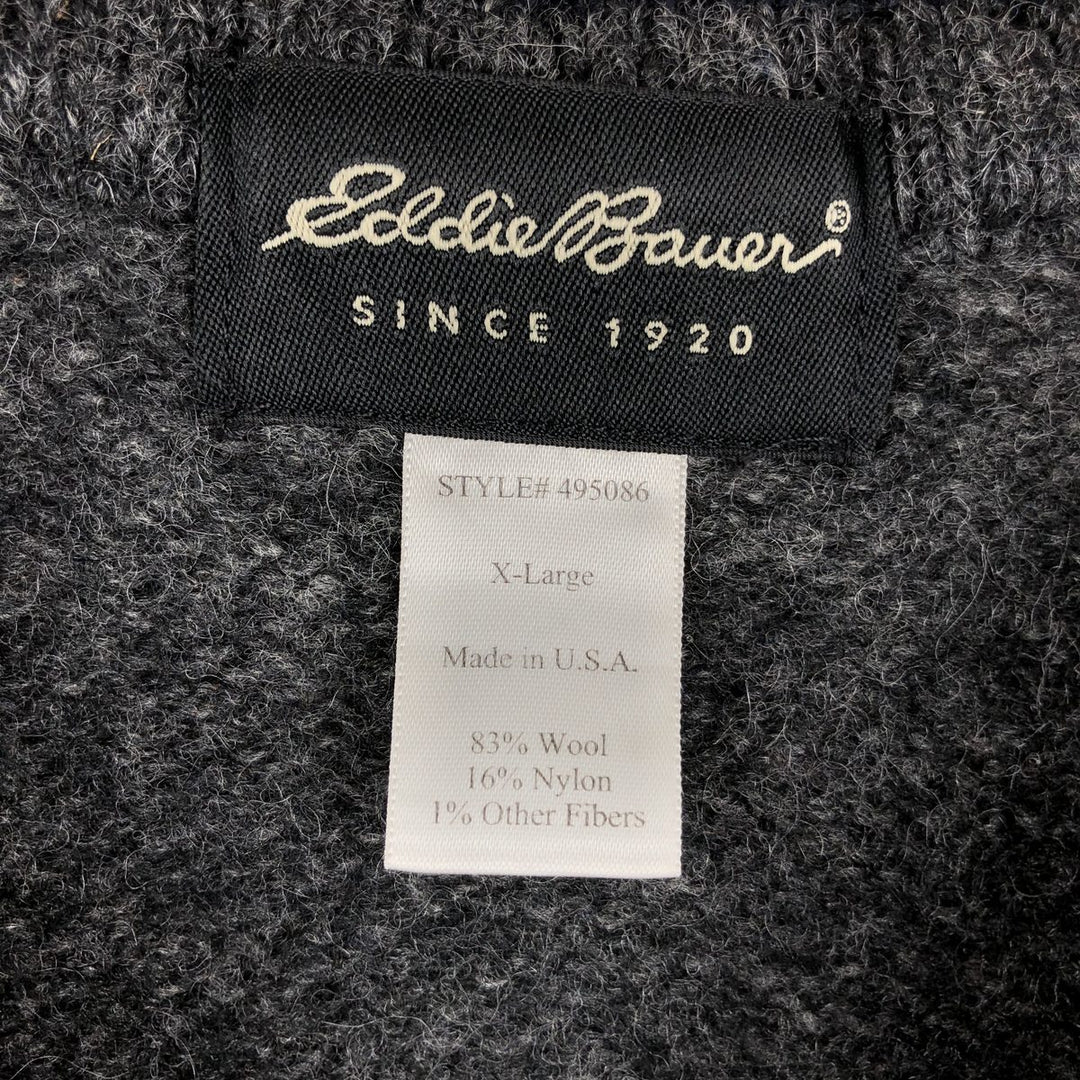 Eddie Bauer®
SINCE 1920
STYLE# 495086
X-Large
Made in U.S.A.
83% Wool
16% Nylon
1% Other Fibers